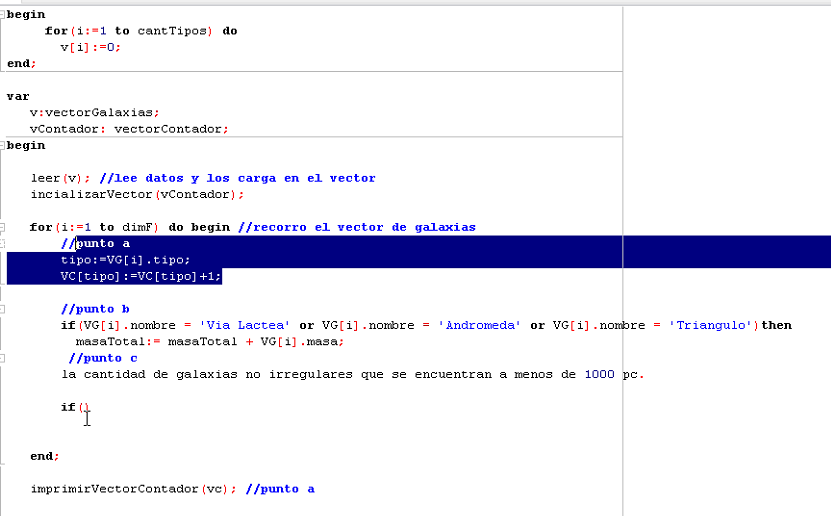 begin
for(i:=1 to cantTipos) do
v[i]:=0;
end;
var
v:vectorGalaxias;
vContador: vectorContador;
begin
leer(v); //lee datos y los carga en el vector
incializarVector(vContador);
for(i:=1 to dimF) do begin //recorro el vector de galaxias
//punto a
tipo:=VG[i].tipo;
VC[tipo]:=VC[tipo]+1;
//punto b
if(VG[i].nombre = 'Via Lactea' or VG[i].nombre = 'Andromeda' or VG[i].nombre = 'Triangulo')then
masaTotal:= masaTotal + VG[i].masa;
//punto c
la cantidad de galaxias no irregulares que se encuentran a menos de 1000 pc.
if()
end;
imprimirVectorContador(vc); //punto a